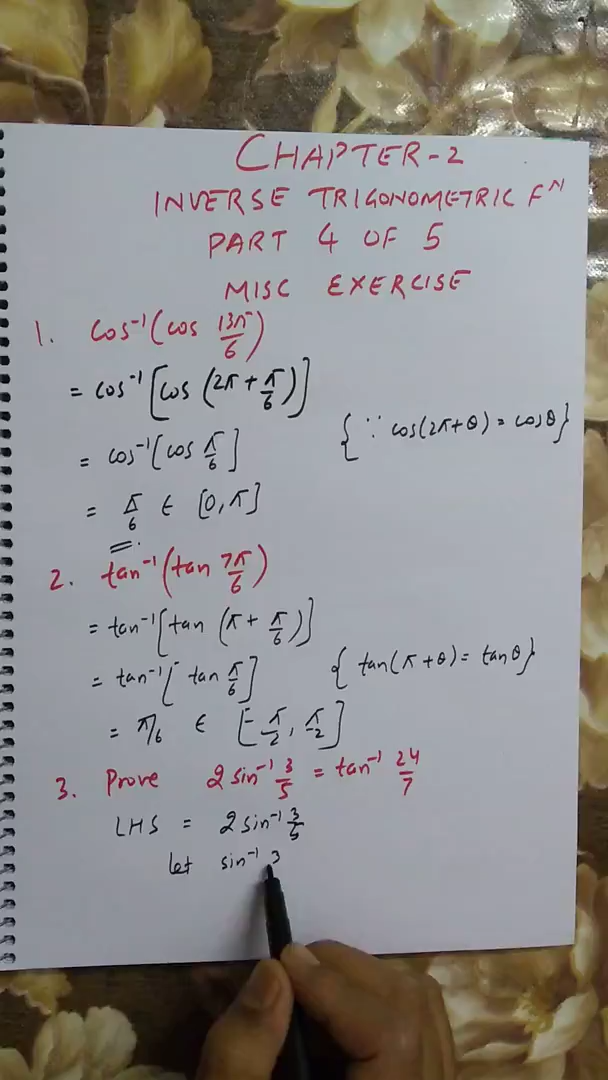 CHAPTER-2
INVERSE TRIGONOMETRIC Fᴺ
PART 4 OF 5
MISC EXERCISE
1. cos⁻¹(cos 13π/6)
= cos⁻¹[cos (2π + π/6)]
{∵ cos(2π+θ) = cosθ}
= cos⁻¹[cos π/6]
= π/6 ∈ [0, π]
2. tan⁻¹(tan 7π/6)
= tan⁻¹[tan (π + π/6)]
= tan⁻¹[tan π/6] {tan(π+θ) = tanθ}
= π/6 ∈ [-π/2, π/2]
3. Prove 2 sin⁻¹ 3/5 = tan⁻¹ 24/7
LHS = 2 sin⁻¹ 3/5
let sin⁻¹ 3